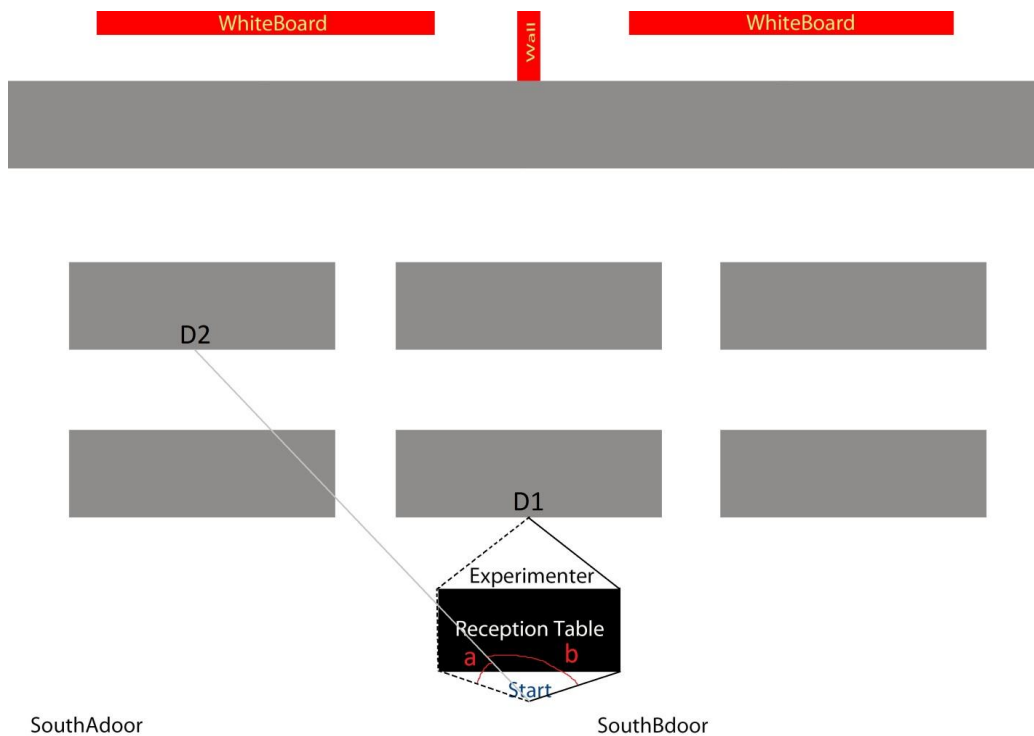 WhiteBoard
Wall
WhiteBoard
D2
D1
Experimenter
Reception Table
a
b
Start
SouthAdoor
SouthBdoor